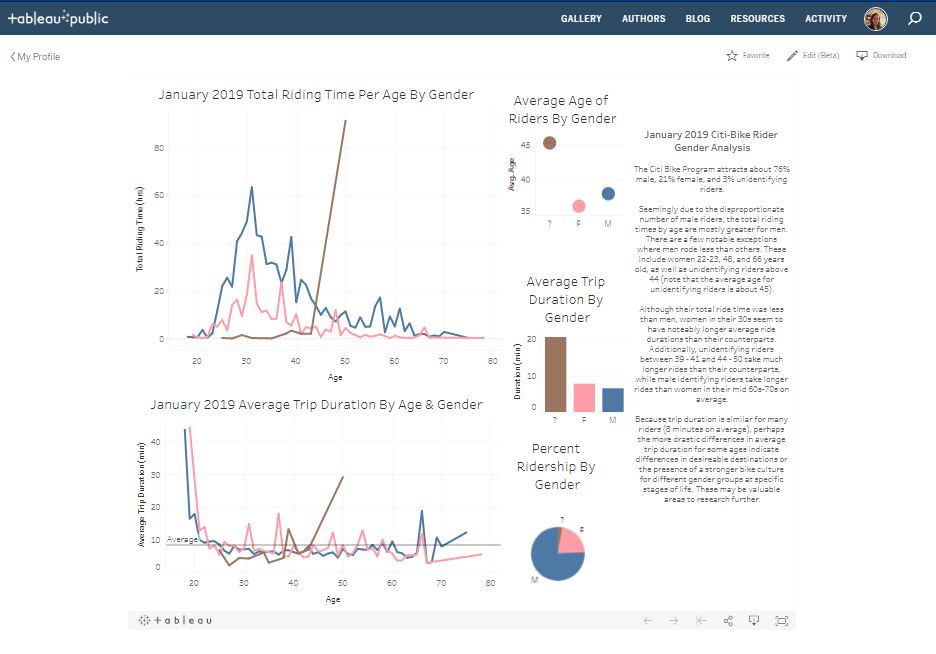 +ableau+public
GALLERY AUTHORS BLOG RESOURCES ACTIVITY
My Profile
Favorite Edit (Beta) Download
January 2019 Total Riding Time Per Age By Gender
Total Riding Time (hrs)
80
60
40
20
0
20 30 40 50 60 70 80
Age
January 2019 Average Trip Duration By Age & Gender
Average Trip Duration (min)
40
30
20
10
0
Average
20 30 40 50 60 70 80
Age
Average Age of
Riders By Gender
Avg. Age
45
40
35
? F M
Average Trip
Duration By
Gender
Duration (min)
20
10
0
? F M
Percent
Ridership By
Gender
?
F
M
January 2019 Citi-Bike Rider
Gender Analysis
The Citi Bike Program attracts about 76%
male, 21% female, and 3% unidentifying
riders.
Seemingly due to the disproportionate
number of male riders, the total riding
times by age are mostly greater for men.
There are a few notable exceptions
where men rode less than others. These
include women 22-23, 48, and 66 years
old, as well as unidentifying riders above
44 (note that the average age for
unidentifying riders is about 45).
Although their total ride time was less
than men, women in their 30s seem to
have noteably longer average ride
durations than their counterparts.
Additionally, unidentifying riders
between 39 - 41 and 44 - 50 take much
longer rides than their counterparts,
while male identifying riders take longer
rides than women in their mid 60s-70s on
average.
Because trip duration is similar for many
riders (8 minutes on average), perhaps
the more drastic differences in average
trip duration for some ages indicate
differences in desireable destinations or
the presence of a stronger bike culture
for different gender groups at specific
stages of life. These may be valuable
areas to research further.
+ableau